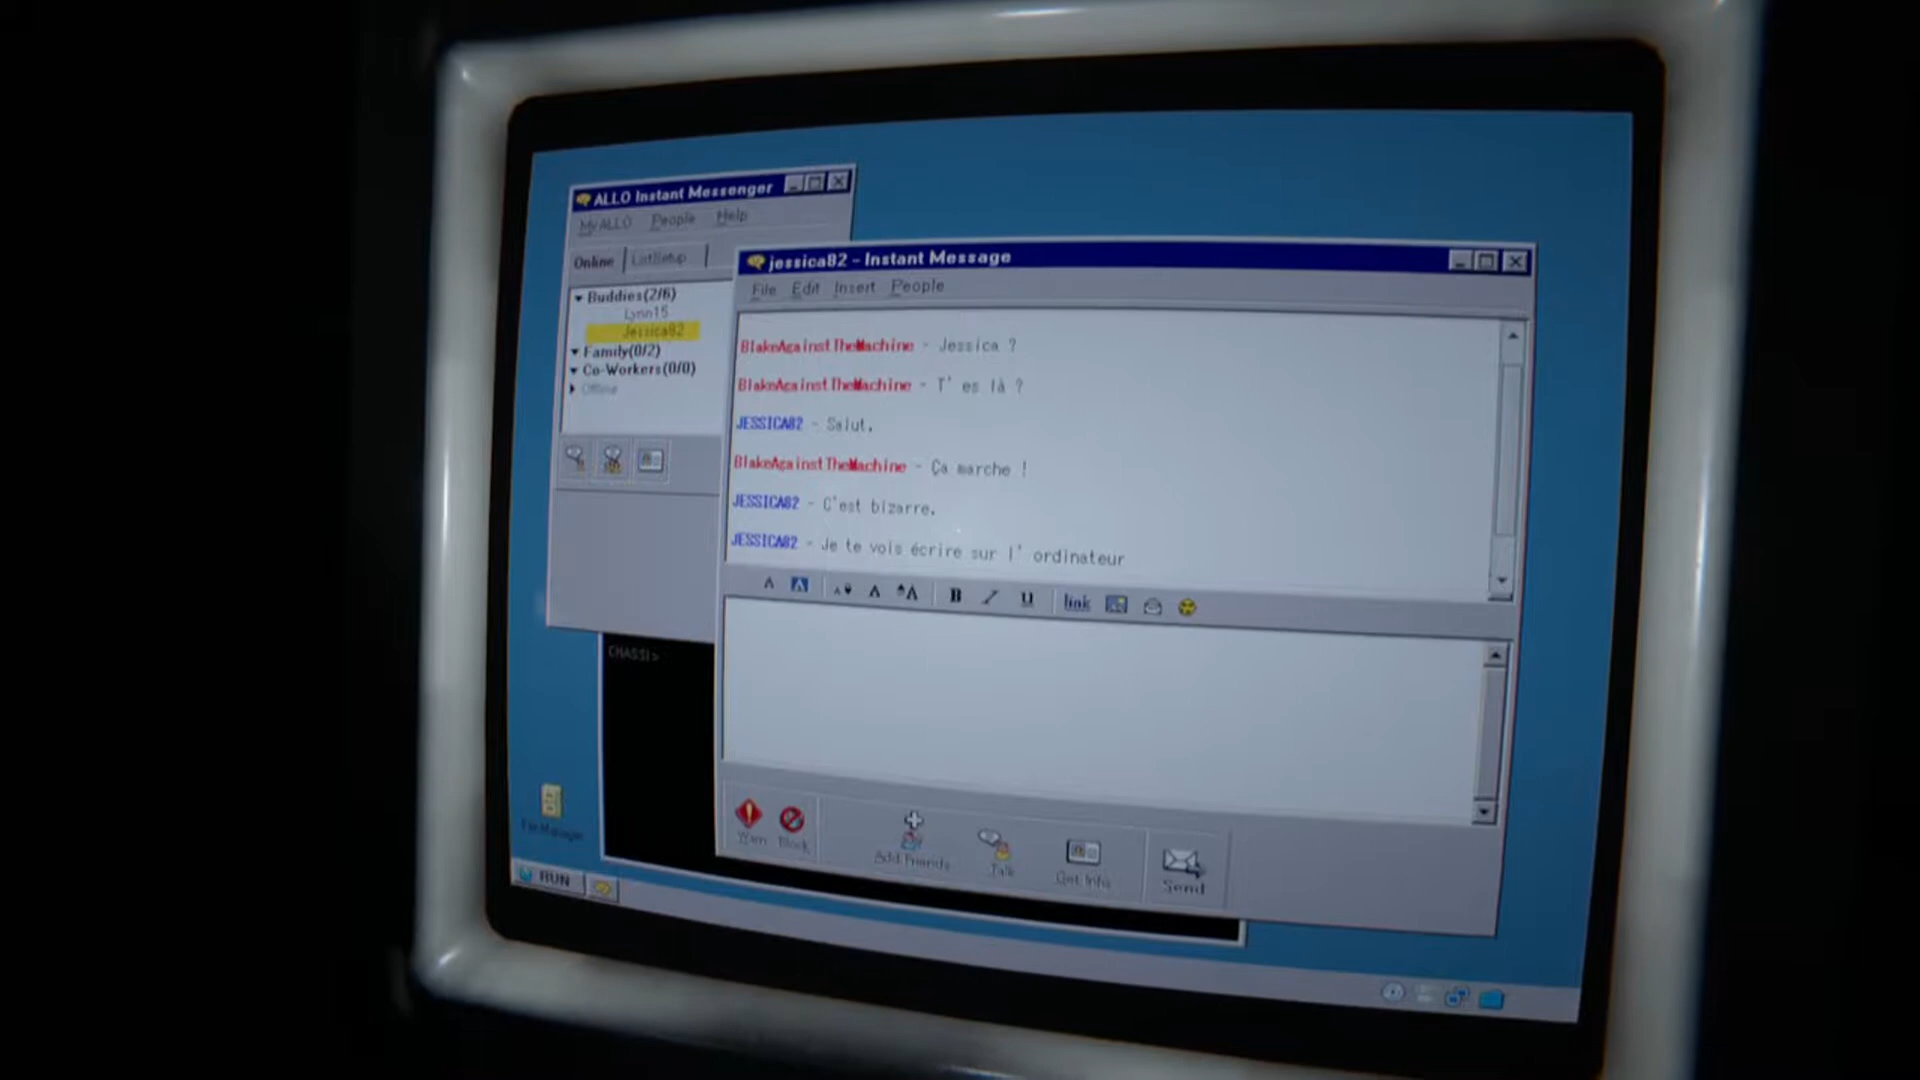 ALLO Instant Messenger
My ALLO People Help
Online List Setup
Buddies(2/6)
Lynn15
Jessica82
Family(0/2)
Co-Workers(0/0)
Offline
jessica82 - Instant Message
File Edit Insert People
BlakeAgainstTheMachine - Jessica ?
BlakeAgainstTheMachine - T' es là ?
JESSICA82 - Salut.
BlakeAgainstTheMachine - Ça marche !
JESSICA82 - C'est bizarre.
JESSICA82 - Je te vois écrire sur l' ordinateur
A A A A A B I U link
CHASSI>
Warn Block Add Friends Talk Get Info Send
File Manager
RUN